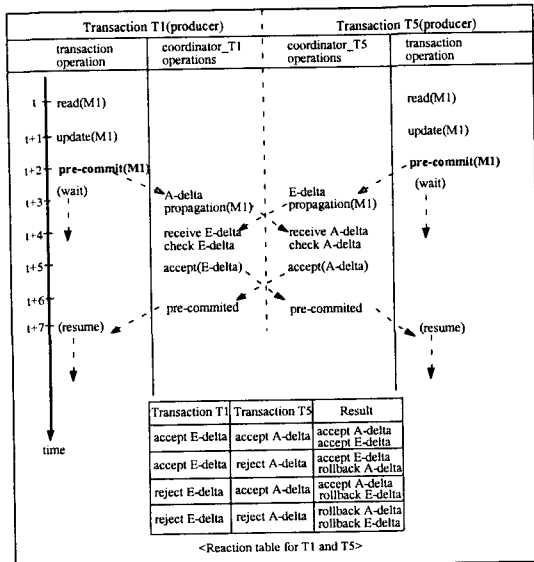 Transaction T1(producer) Transaction T5(producer)
transaction coordinator_T1 coordinator_T5 transaction
operation operations operations operation
t read(M1) read(M1)
t+1 update(M1) update(M1)
t+2 pre-commit(M1) pre-commit(M1)
(wait) A-delta E-delta (wait)
t+3 propagation(M1) propagation(M1)
t+4 receive E-delta receive A-delta
check E-delta check A-delta
t+5 accept(E-delta) accept(A-delta)
t+6 pre-commited pre-commited
t+7 (resume) (resume)
time
Transaction T1 Transaction T5 Result
accept E-delta accept A-delta accept A-delta
accept E-delta
accept E-delta reject A-delta accept E-delta
rollback A-delta
reject E-delta accept A-delta accept A-delta
rollback E-delta
reject E-delta reject A-delta rollback A-delta
rollback E-delta
<Reaction table for T1 and T5>